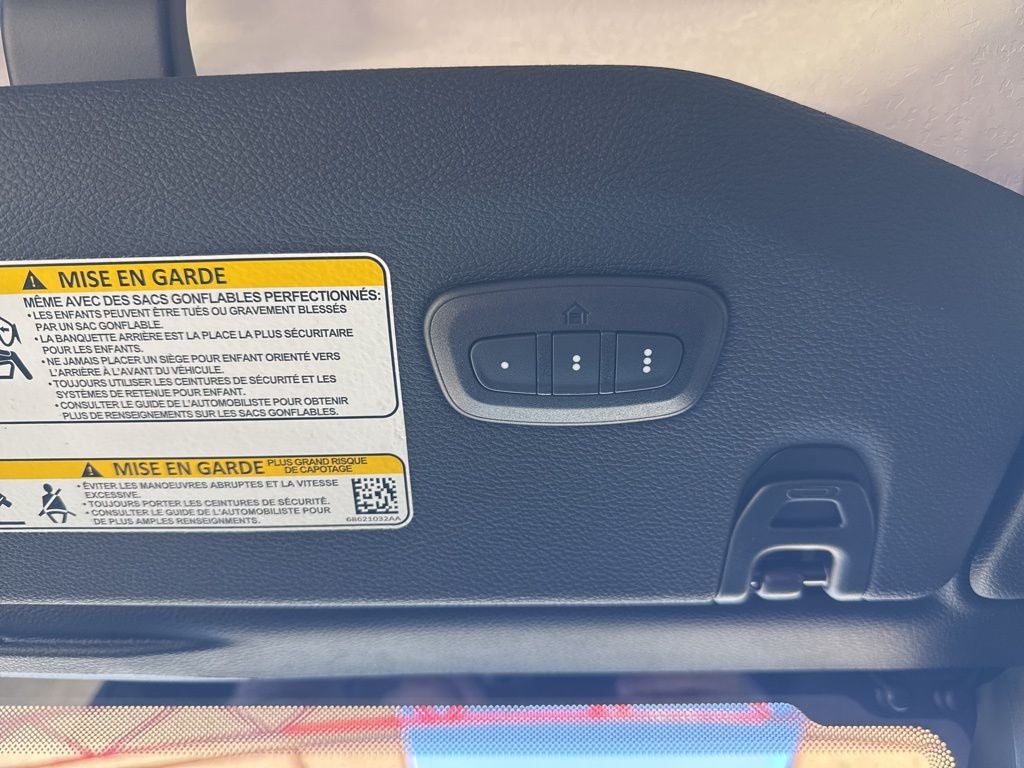 MISE EN GARDE
MÊME AVEC DES SACS GONFLABLES PERFECTIONNÉS:
• LES ENFANTS PEUVENT ÊTRE TUÉS OU GRAVEMENT BLESSÉS
PAR UN SAC GONFLABLE.
• LA BANQUETTE ARRIÈRE EST LA PLACE LA PLUS SÉCURITAIRE
POUR LES ENFANTS.
• NE JAMAIS PLACER UN SIÈGE POUR ENFANT ORIENTÉ VERS
L'ARRIÈRE À L'AVANT DU VÉHICULE.
• TOUJOURS UTILISER LES CEINTURES DE SÉCURITÉ ET LES
SYSTÈMES DE RETENUE POUR ENFANT.
• CONSULTER LE GUIDE DE L'AUTOMOBILISTE POUR OBTENIR
PLUS DE RENSEIGNEMENTS SUR LES SACS GONFLABLES.
MISE EN GARDE PLUS GRAND RISQUE
DE CAPOTAGE
• ÉVITER LES MANOEUVRES ABRUPTES ET LA VITESSE
EXCESSIVE.
• TOUJOURS PORTER LES CEINTURES DE SÉCURITÉ.
• CONSULTER LE GUIDE DE L'AUTOMOBILISTE POUR
DE PLUS AMPLES RENSEIGNEMENTS.
68621032AA